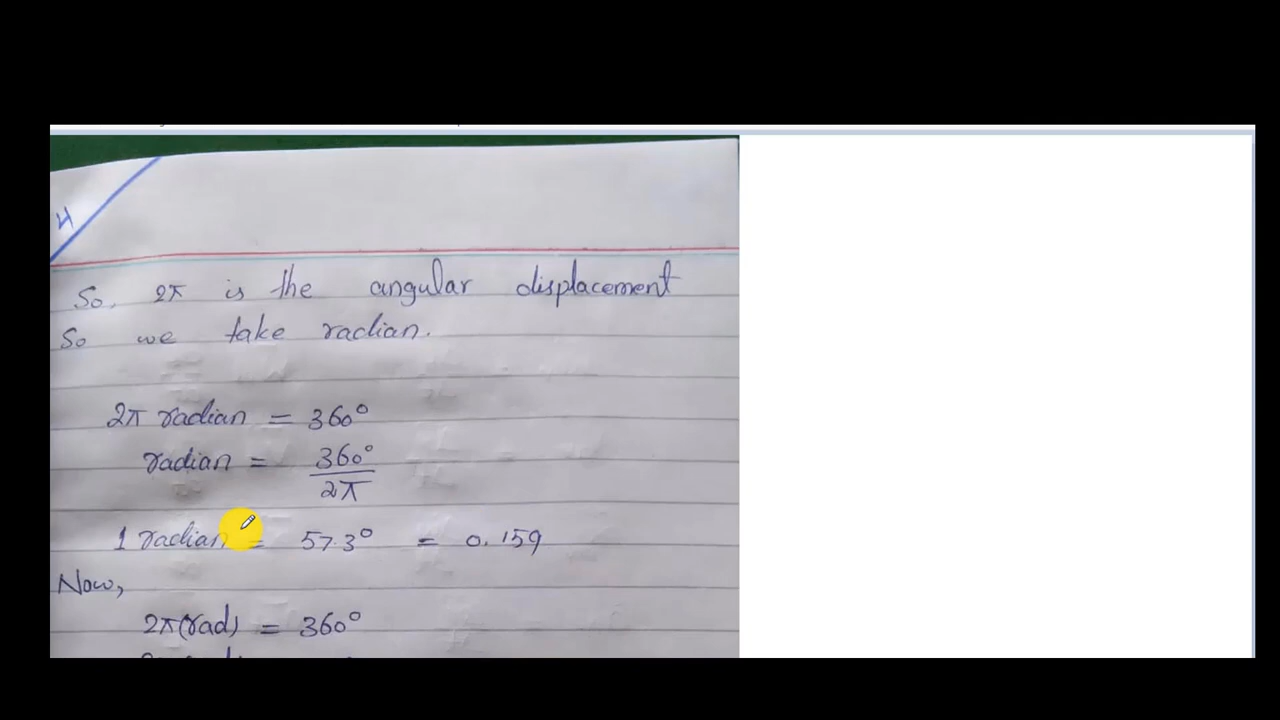 4
So, 2π is the angular displacement
So we take radian.
2π radian = 360°
radian = 360°
2π
1 radian = 57.3° = 0.159
Now,
2π(rad) = 360°